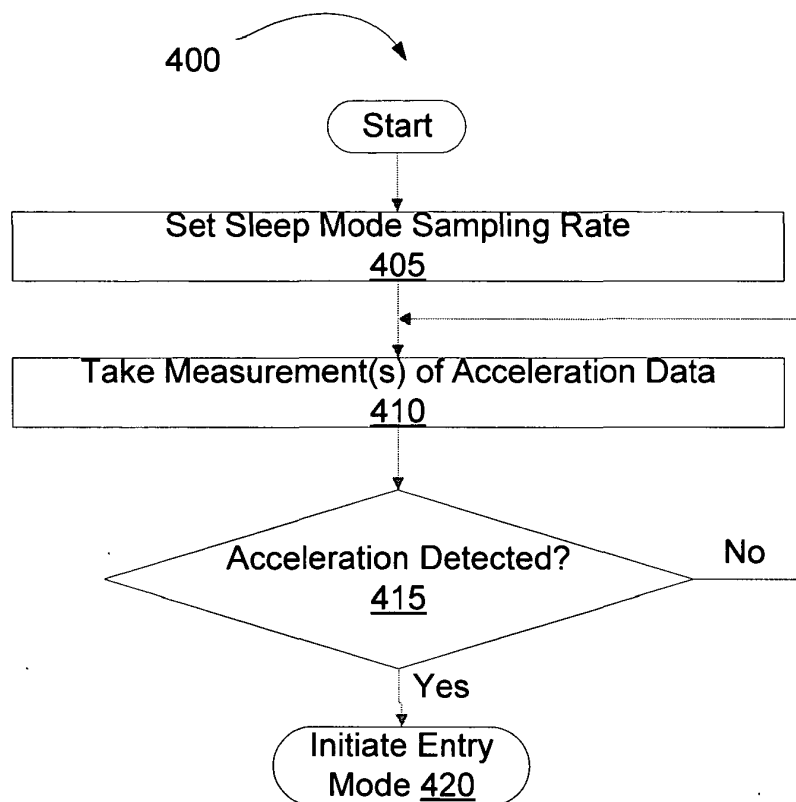 400
Start
Set Sleep Mode Sampling Rate
405
Take Measurement(s) of Acceleration Data
410
Acceleration Detected?
415
No
Yes
Initiate Entry
Mode 420